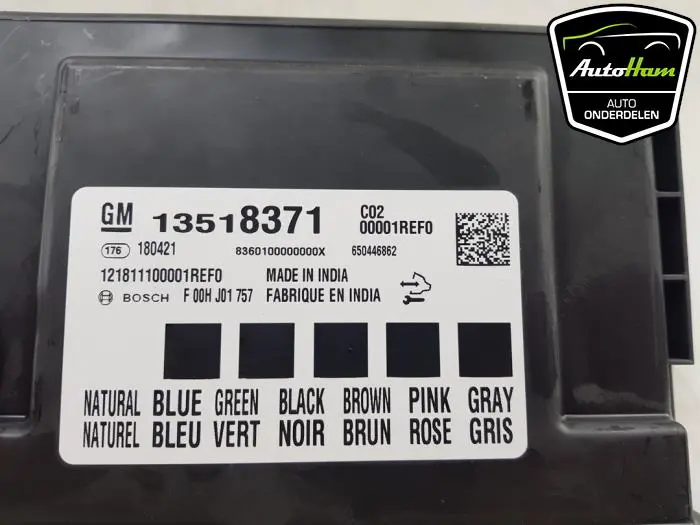 AutoHam
AUTO
ONDERDELEN
GM 13518371 C02
00001REF0
176 180421 8360100000000X 650446862
121811100001REF0 MADE IN INDIA
BOSCH F 00H J01 757 FABRIQUE EN INDIA
NATURAL BLUE GREEN BLACK BROWN PINK GRAY
NATUREL BLEU VERT NOIR BRUN ROSE GRIS